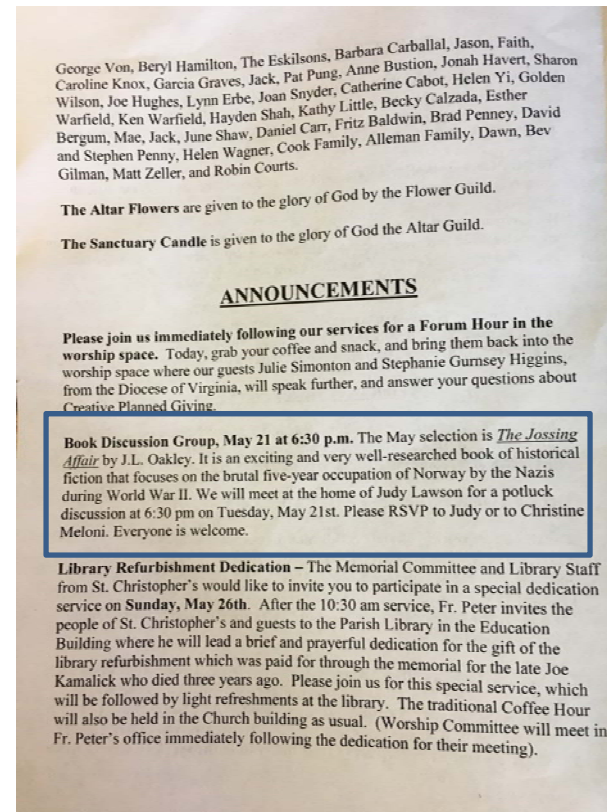 George Von, Beryl Hamilton, The Eskilsons, Barbara Carballal, Jason, Faith,
Caroline Knox, Garcia Graves, Jack, Pat Pung, Anne Bustion, Jonah Havert, Sharon
Wilson, Joe Hughes, Lynn Erbe, Joan Snyder, Catherine Cabot, Helen Yi, Golden
Warfield, Ken Warfield, Hayden Shah, Kathy Little, Becky Calzada, Esther
Bergum, Mae, Jack, June Shaw, Daniel Carr, Fritz Baldwin, Brad Penney, David
and Stephen Penny, Helen Wagner, Cook Family, Alleman Family, Dawn, Bev
Gilman, Matt Zeller, and Robin Courts.
The Altar Flowers are given to the glory of God by the Flower Guild.
The Sanctuary Candle is given to the glory of God the Altar Guild.
ANNOUNCEMENTS
Please join us immediately following our services for a Forum Hour in the
worship space. Today, grab your coffee and snack, and bring them back into the
worship space where our guests Julie Simonton and Stephanie Gurnsey Higgins,
from the Diocese of Virginia, will speak further, and answer your questions about
Creative Planned Giving.
Book Discussion Group, May 21 at 6:30 p.m. The May selection is The Jossing
Affair by J.L. Oakley. It is an exciting and very well-researched book of historical
fiction that focuses on the brutal five-year occupation of Norway by the Nazis
during World War II. We will meet at the home of Judy Lawson for a potluck
discussion at 6:30 pm on Tuesday, May 21st. Please RSVP to Judy or to Christine
Meloni. Everyone is welcome.
Library Refurbishment Dedication – The Memorial Committee and Library Staff
from St. Christopher's would like to invite you to participate in a special dedication
service on Sunday, May 26th. After the 10:30 am service, Fr. Peter invites the
people of St. Christopher's and guests to the Parish Library in the Education
Building where he will lead a brief and prayerful dedication for the gift of the
library refurbishment which was paid for through the memorial for the late Joe
Kamalick who died three years ago. Please join us for this special service, which
will be followed by light refreshments at the library. The traditional Coffee Hour
will also be held in the Church building as usual. (Worship Committee will meet in
Fr. Peter's office immediately following the dedication for their meeting).